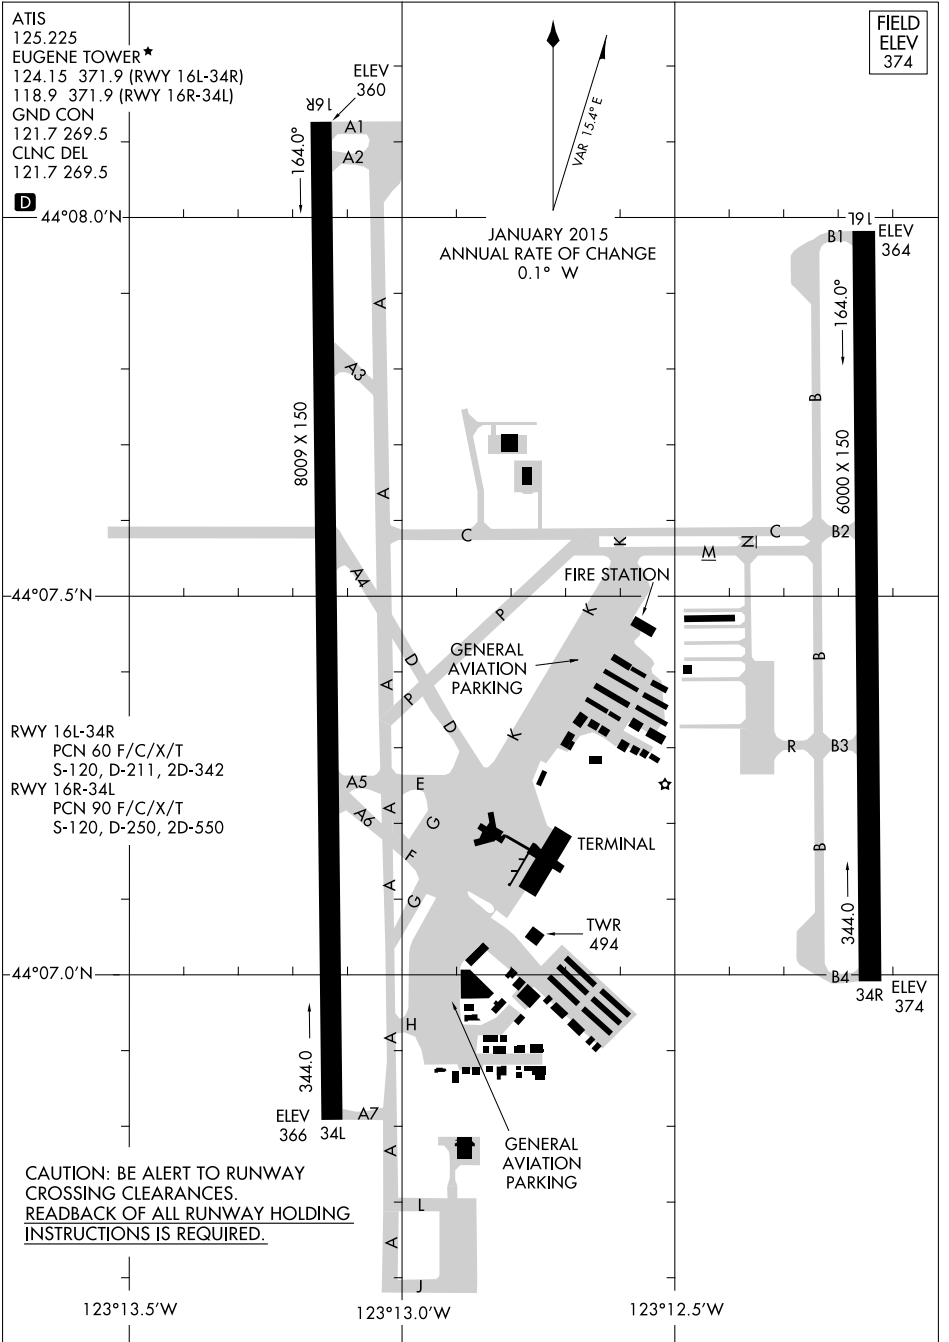 ATIS
125.225
EUGENE TOWER★
124.15 371.9 (RWY 16L-34R)
118.9 371.9 (RWY 16R-34L)
GND CON
121.7 269.5
CLNC DEL
121.7 269.5
D
FIELD
ELEV
374
ELEV
360
16R
A1
A2
164.0°
VAR 15.4° E
JANUARY 2015
ANNUAL RATE OF CHANGE
0.1° W
44°08.0'N
16L
ELEV
364
B1
164.0°
A
A3
B
8009 X 150
6000 X 150
A
C
K
N
C
B2
M
A4
FIRE STATION
44°07.5'N
K
P
GENERAL
AVIATION
PARKING
D
B
A
P
D
K
RWY 16L-34R
PCN 60 F/C/X/T
S-120, D-211, 2D-342
RWY 16R-34L
PCN 90 F/C/X/T
S-120, D-250, 2D-550
R
B3
A5
E
A
A6
G
TERMINAL
F
B
A
G
TWR
494
344.0
44°07.0'N
B4
34R
ELEV
374
H
A
344.0
ELEV
366
34L
A7
A
GENERAL
AVIATION
PARKING
CAUTION: BE ALERT TO RUNWAY
CROSSING CLEARANCES.
READBACK OF ALL RUNWAY HOLDING
INSTRUCTIONS IS REQUIRED.
L
A
J
123°13.5'W
123°13.0'W
123°12.5'W